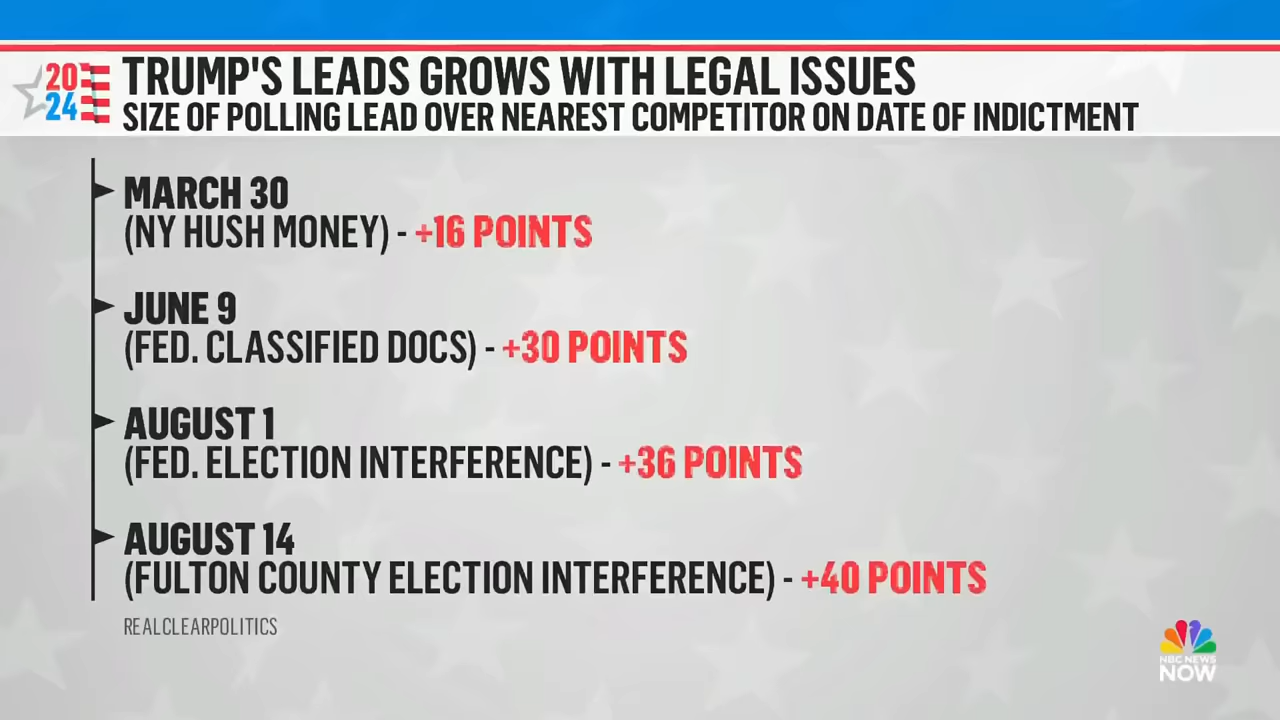 20
24
TRUMP'S LEADS GROWS WITH LEGAL ISSUES
SIZE OF POLLING LEAD OVER NEAREST COMPETITOR ON DATE OF INDICTMENT
MARCH 30
(NY HUSH MONEY) - +16 POINTS
JUNE 9
(FED. CLASSIFIED DOCS) - +30 POINTS
AUGUST 1
(FED. ELECTION INTERFERENCE) - +36 POINTS
AUGUST 14
(FULTON COUNTY ELECTION INTERFERENCE) - +40 POINTS
REALCLEARPOLITICS
NBC NEWS
NOW